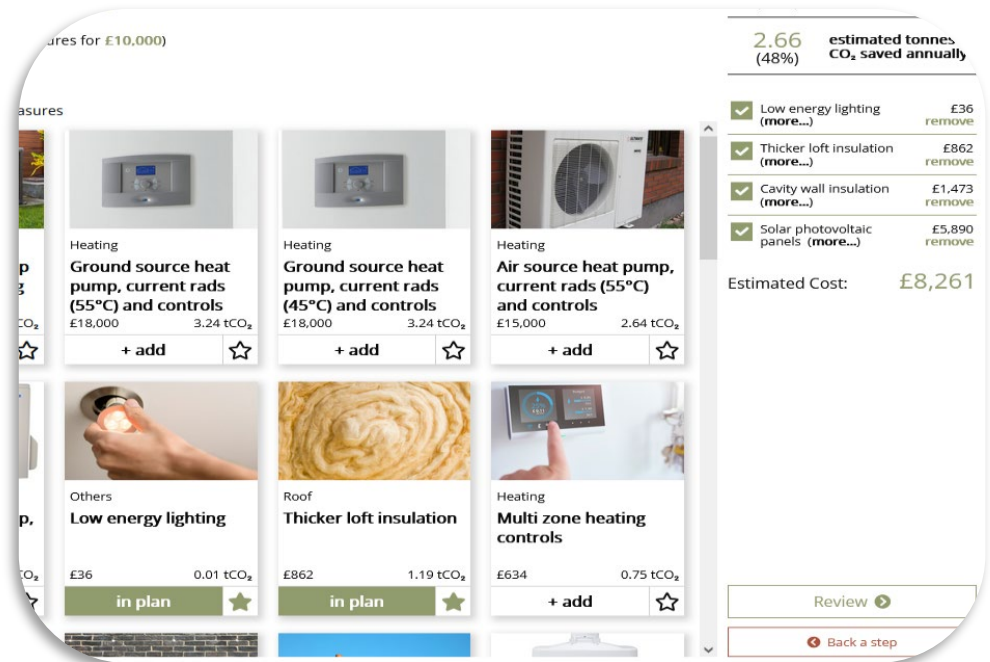 ures for £10,000)
asures
Heating
Ground source heat
pump, current rads
(55°C) and controls
£18,000 3.24 tCO₂
+ add
Heating
Ground source heat
pump, current rads
(45°C) and controls
£18,000 3.24 tCO₂
+ add
Heating
Air source heat pump,
current rads (55°C)
and controls
£15,000 2.64 tCO₂
+ add
Others
Low energy lighting
£36 0.01 tCO₂
in plan
Roof
Thicker loft insulation
£862 1.19 tCO₂
in plan
Heating
Multi zone heating
controls
£634 0.75 tCO₂
+ add
2.66
(48%)
estimated tonnes
CO₂ saved annually
Low energy lighting £36
(more...) remove
Thicker loft insulation £862
(more...) remove
Cavity wall insulation £1,473
(more...) remove
Solar photovoltaic £5,890
panels (more...) remove
Estimated Cost: £8,261
Review
Back a step